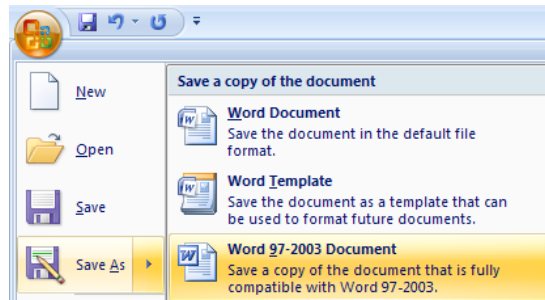 Save a copy of the document
New
Word Document
Save the document in the default file
format.
Open
Word Template
Save the document as a template that can
be used to format future documents.
Save
Save As
Word 97-2003 Document
Save a copy of the document that is fully
compatible with Word 97-2003.